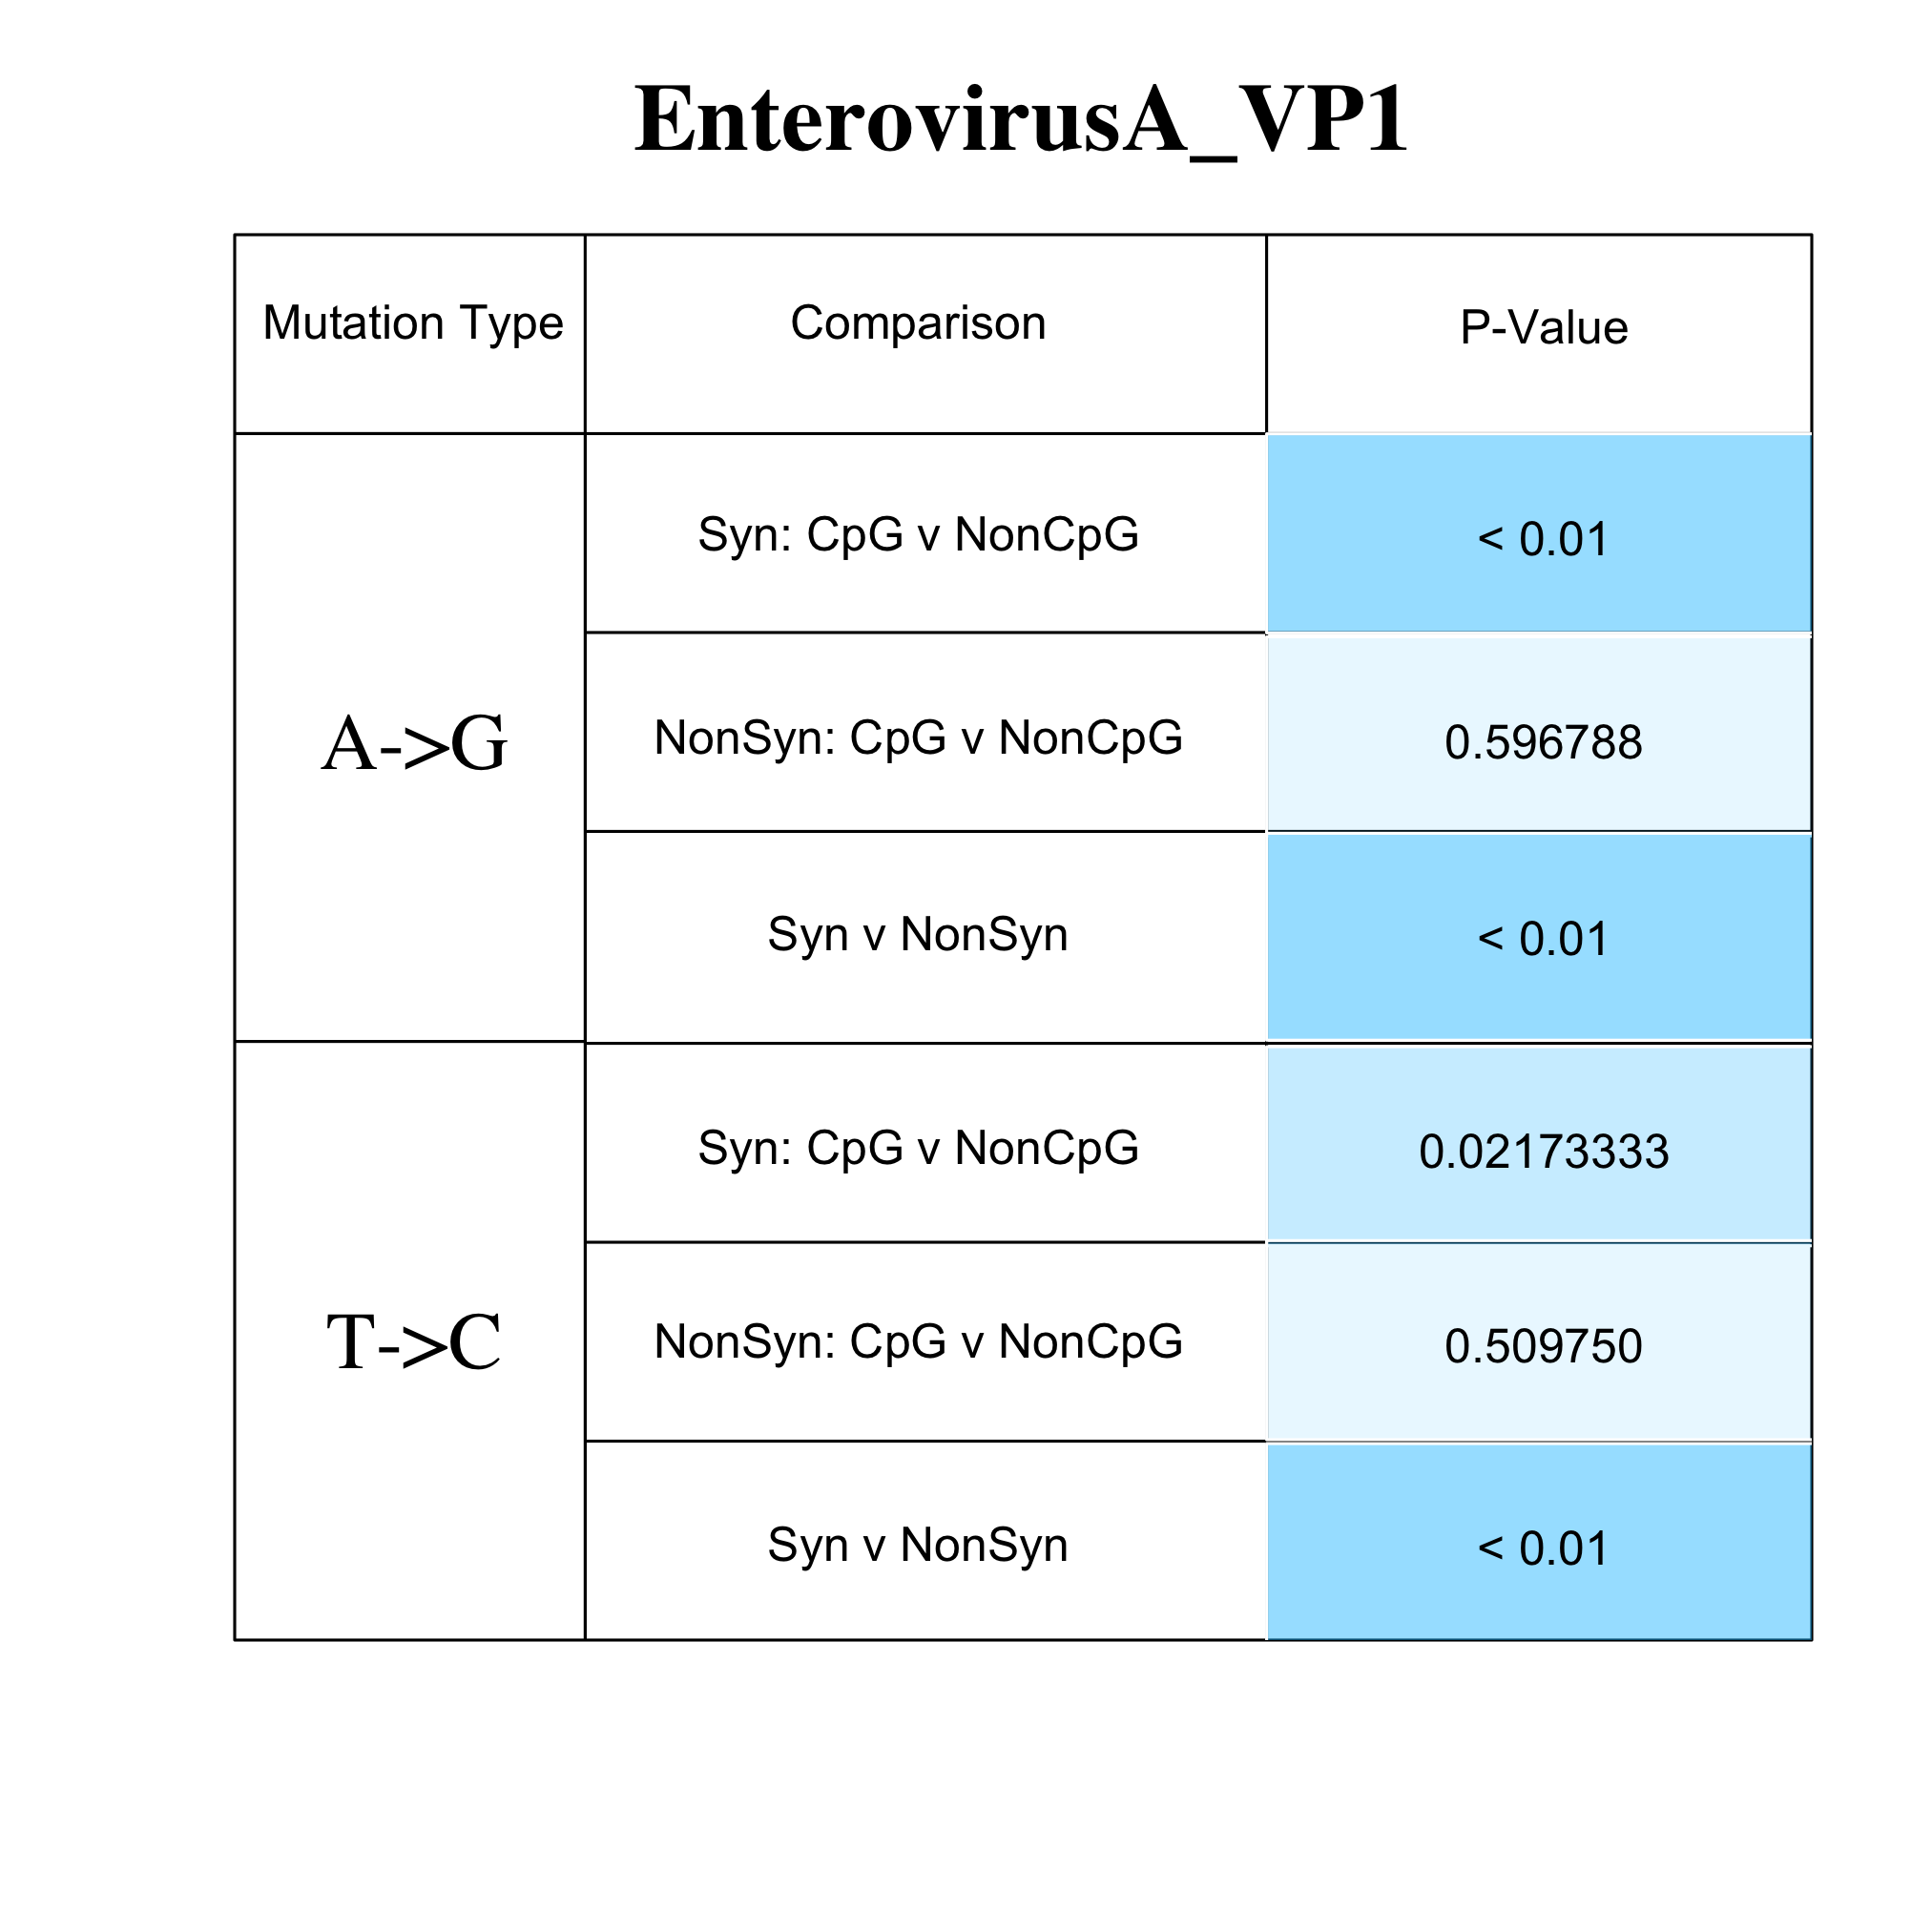 EnterovirusA_VP1
Mutation Type Comparison P-Value
A->G
Syn: CpG v NonCpG < 0.01
NonSyn: CpG v NonCpG 0.596788
Syn v NonSyn < 0.01
T->C
Syn: CpG v NonCpG 0.02173333
NonSyn: CpG v NonCpG 0.509750
Syn v NonSyn < 0.01